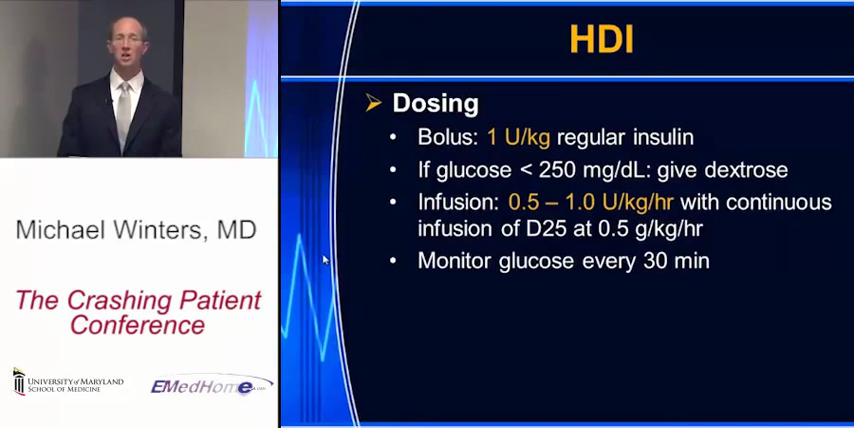 HDI
➢ Dosing
• Bolus: 1 U/kg regular insulin
• If glucose < 250 mg/dL: give dextrose
• Infusion: 0.5 – 1.0 U/kg/hr with continuous
infusion of D25 at 0.5 g/kg/hr
• Monitor glucose every 30 min
Michael Winters, MD
The Crashing Patient
Conference
UNIVERSITY of MARYLAND
SCHOOL OF MEDICINE
EMedHome